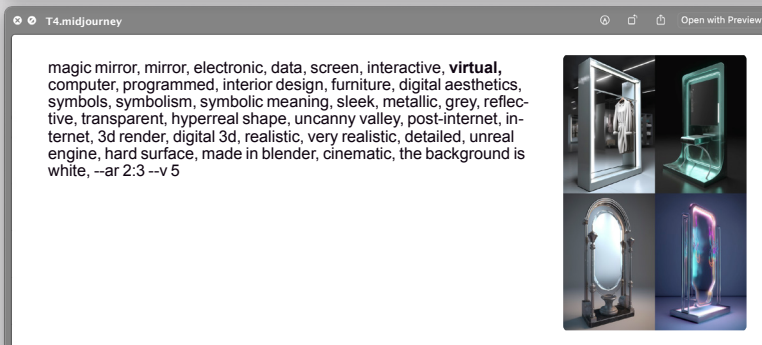 T4.midjourney
Open with Preview
magic mirror, mirror, electronic, data, screen, interactive, virtual,
computer, programmed, interior design, furniture, digital aesthetics,
symbols, symbolism, symbolic meaning, sleek, metallic, grey, reflec-
tive, transparent, hyperreal shape, uncanny valley, post-internet, in-
ternet, 3d render, digital 3d, realistic, very realistic, detailed, unreal
engine, hard surface, made in blender, cinematic, the background is
white, --ar 2:3 --v 5